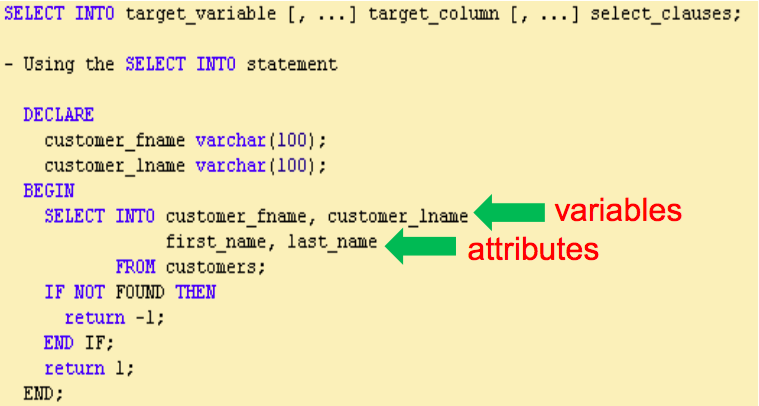 SELECT INTO target_variable [, ...] target_column [, ...] select_clauses;
- Using the SELECT INTO statement
DECLARE
customer_fname varchar(100);
customer_lname varchar(100);
BEGIN
SELECT INTO customer_fname, customer_lname variables
first_name, last_name attributes
FROM customers;
IF NOT FOUND THEN
return -1;
END IF;
return 1;
END;